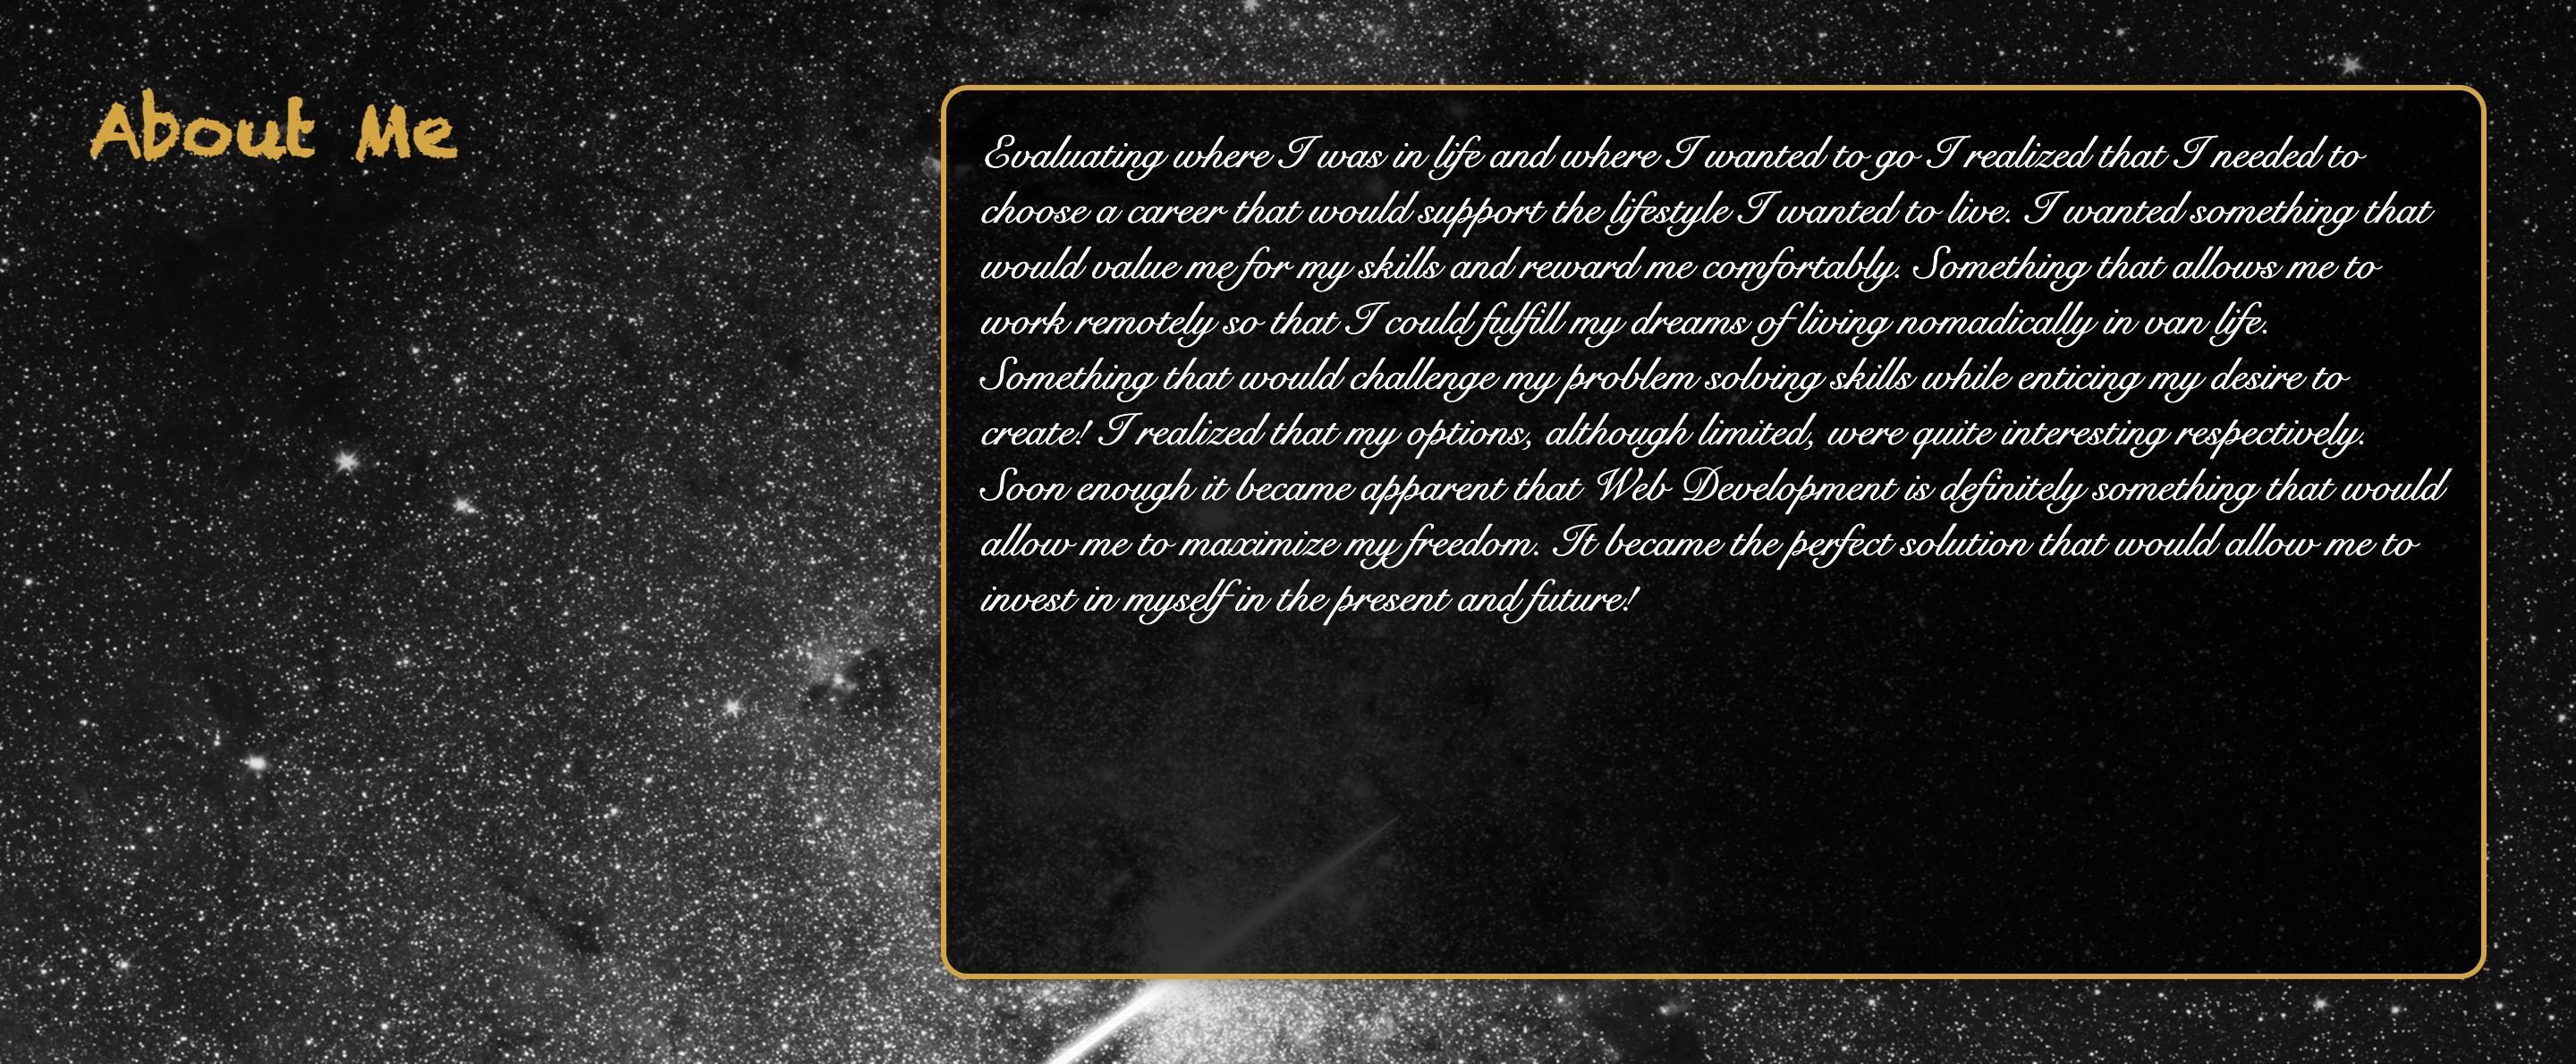 About Me
Evaluating where I was in life and where I wanted to go I realized that I needed to
choose a career that would support the lifestyle I wanted to live. I wanted something that
would value me for my skills and reward me comfortably. Something that allows me to
work remotely so that I could fulfill my dreams of living nomadically in van life.
Something that would challenge my problem solving skills while enticing my desire to
create! I realized that my options, although limited, were quite interesting respectively.
Soon enough it became apparent that Web Development is definitely something that would
allow me to maximize my freedom. It became the perfect solution that would allow me to
invest in myself in the present and future!